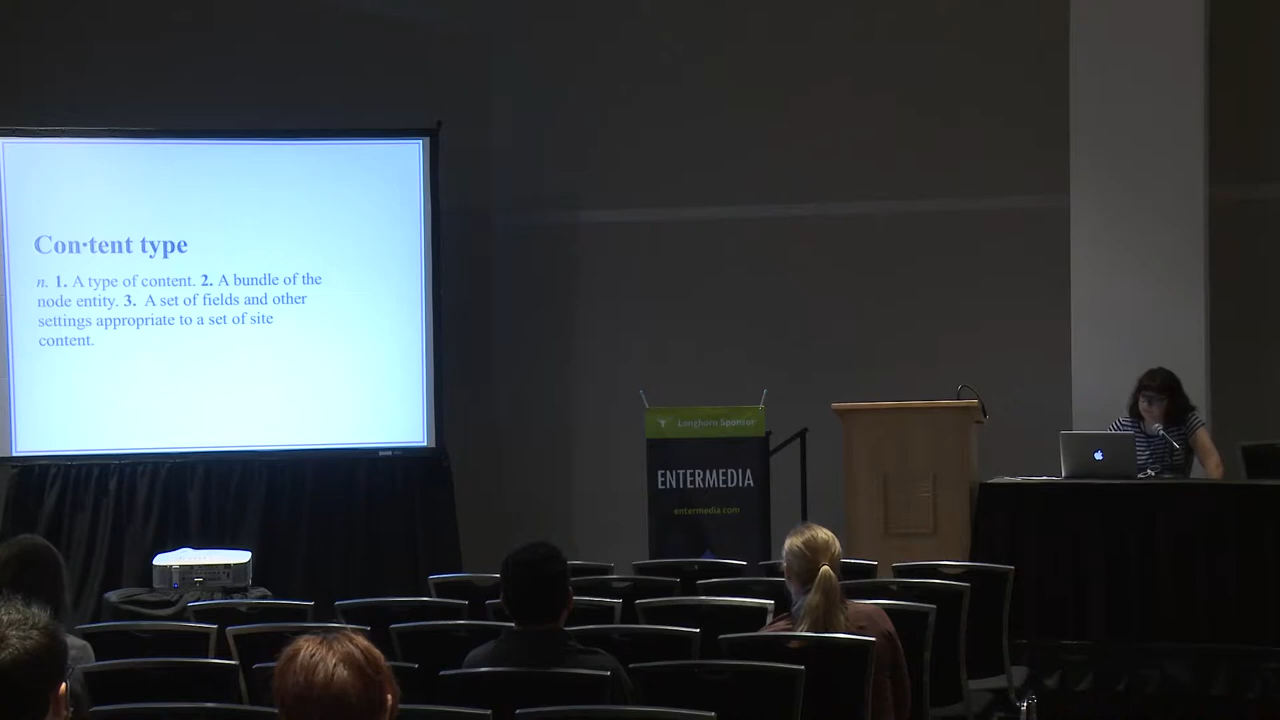 Con·tent type
n. 1. A type of content. 2. A bundle of the
node entity. 3. A set of fields and other
settings appropriate to a set of site
content.
Longhorn Sponsor
ENTERMEDIA
entermedia.com